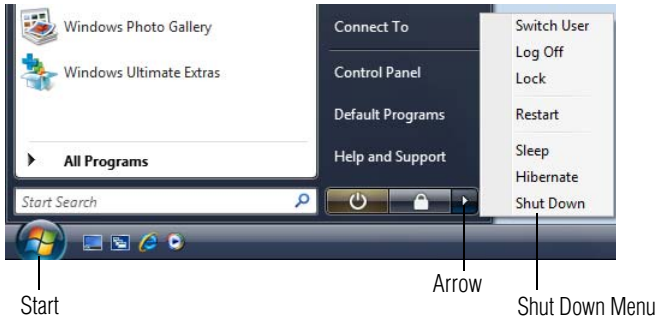 Windows Photo Gallery
Windows Ultimate Extras
All Programs
Start Search
Connect To
Control Panel
Default Programs
Help and Support
Switch User
Log Off
Lock
Restart
Sleep
Hibernate
Shut Down
Start
Arrow
Shut Down Menu